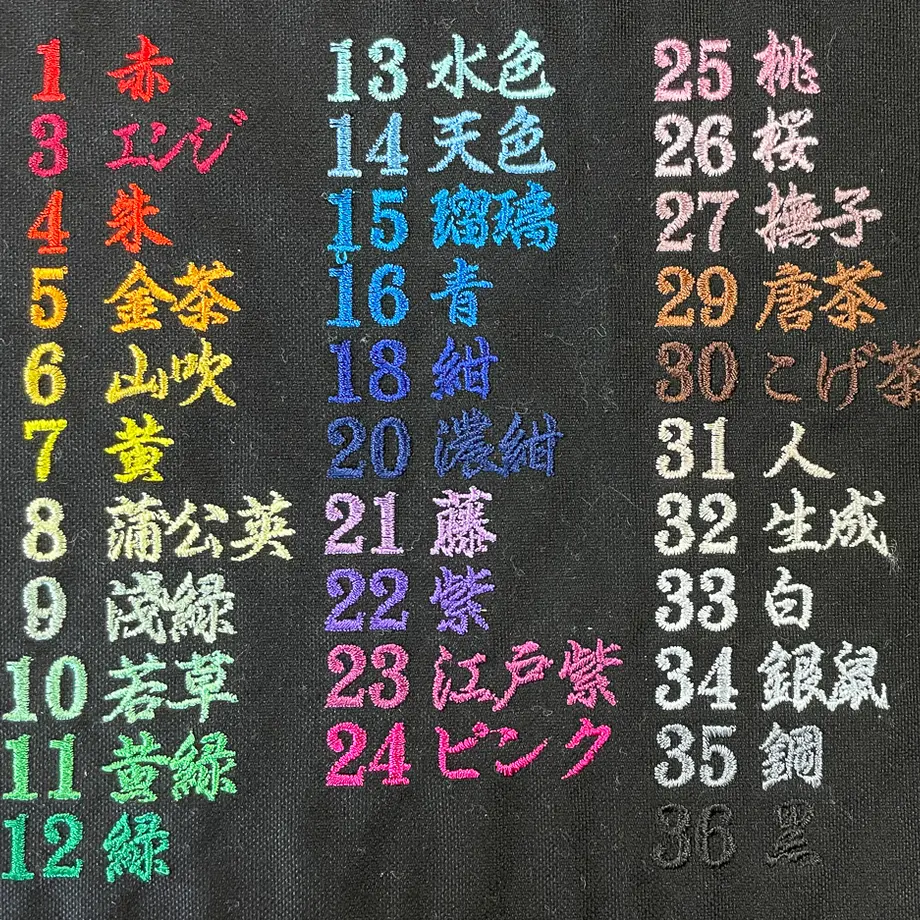 1 赤
3 エンジ
4 朱
5 金茶
6 山吹
7 黄
8 蒲公英
9 浅緑
10 若草
11 黄緑
12 緑
13 水色
14 天色
15 瑠璃
16 青
18 紺
20 濃紺
21 藤
22 紫
23 江戸紫
24 ピンク
25 桃
26 桜
27 撫子
29 唐茶
30 こげ茶
31 人
32 生成
33 白
34 銀鼠
35 鋼
36 黒